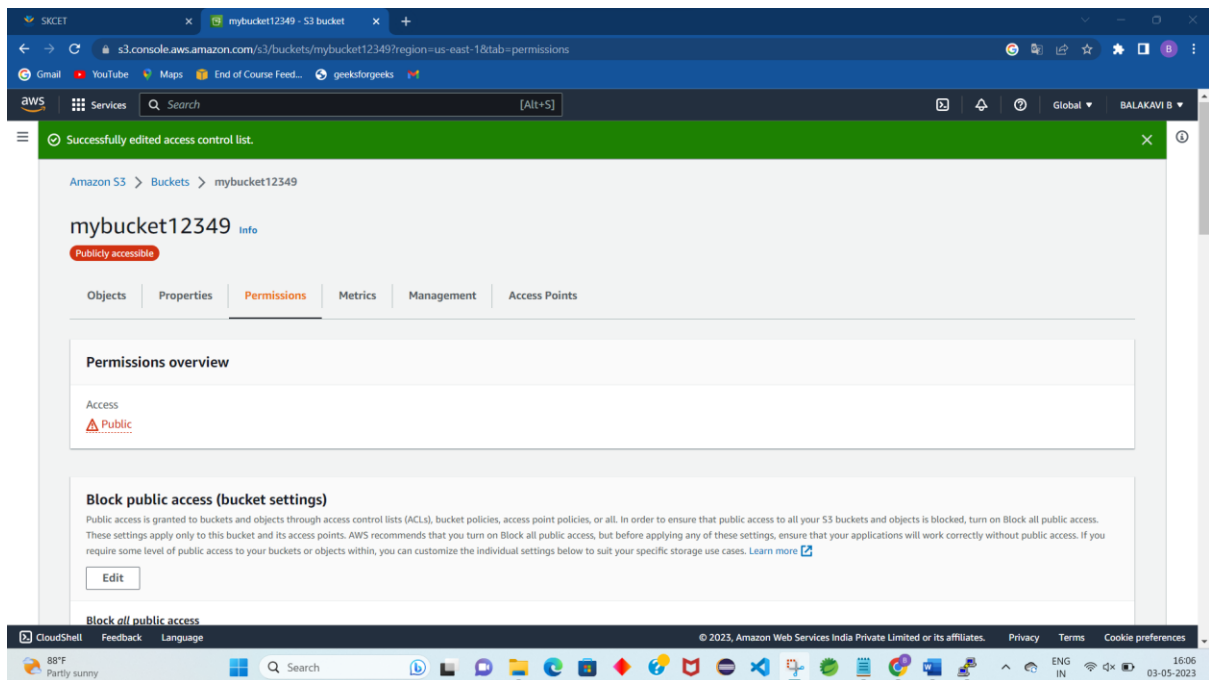 SKCET
mybucket12349 - S3 bucket
s3.console.aws.amazon.com/s3/buckets/mybucket12349?region=us-east-1&tab=permissions
Gmail YouTube Maps End of Course Feed... geeksforgeeks
aws Services Search [Alt+S] Global BALAKAVI B
Successfully edited access control list.
Amazon S3 > Buckets > mybucket12349
mybucket12349 Info
Publicly accessible
Objects Properties Permissions Metrics Management Access Points
Permissions overview
Access
Public
Block public access (bucket settings)
Public access is granted to buckets and objects through access control lists (ACLs), bucket policies, access point policies, or all. In order to ensure that public access to all your S3 buckets and objects is blocked, turn on Block all public access.
These settings apply only to this bucket and its access points. AWS recommends that you turn on Block all public access, but before applying any of these settings, ensure that your applications will work correctly without public access. If you
require some level of public access to your buckets or objects within, you can customize the individual settings below to suit your specific storage use cases. Learn more
Edit
Block all public access
CloudShell Feedback Language © 2023, Amazon Web Services India Private Limited or its affiliates. Privacy Terms Cookie preferences
88°F
Partly sunny
Search
ENG
IN
16:06
03-05-2023